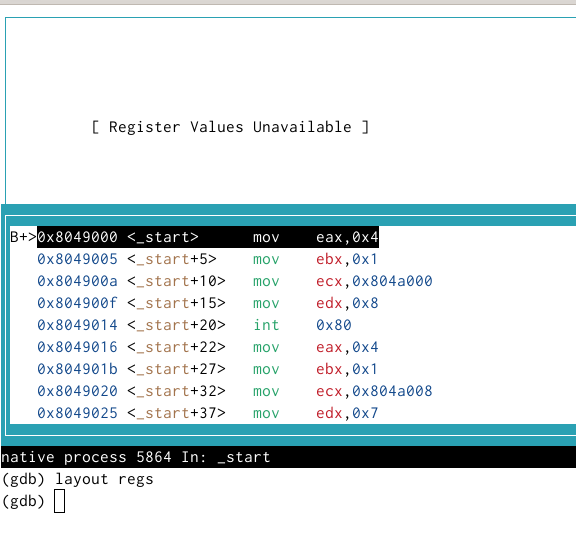 [ Register Values Unavailable ]
B+>0x8049000 <_start>      mov    eax,0x4
0x8049005 <_start+5>    mov    ebx,0x1
0x804900a <_start+10>   mov    ecx,0x804a000
0x804900f <_start+15>   mov    edx,0x8
0x8049014 <_start+20>   int    0x80
0x8049016 <_start+22>   mov    eax,0x4
0x804901b <_start+27>   mov    ebx,0x1
0x8049020 <_start+32>   mov    ecx,0x804a008
0x8049025 <_start+37>   mov    edx,0x7
native process 5864 In: _start
(gdb) layout regs
(gdb)